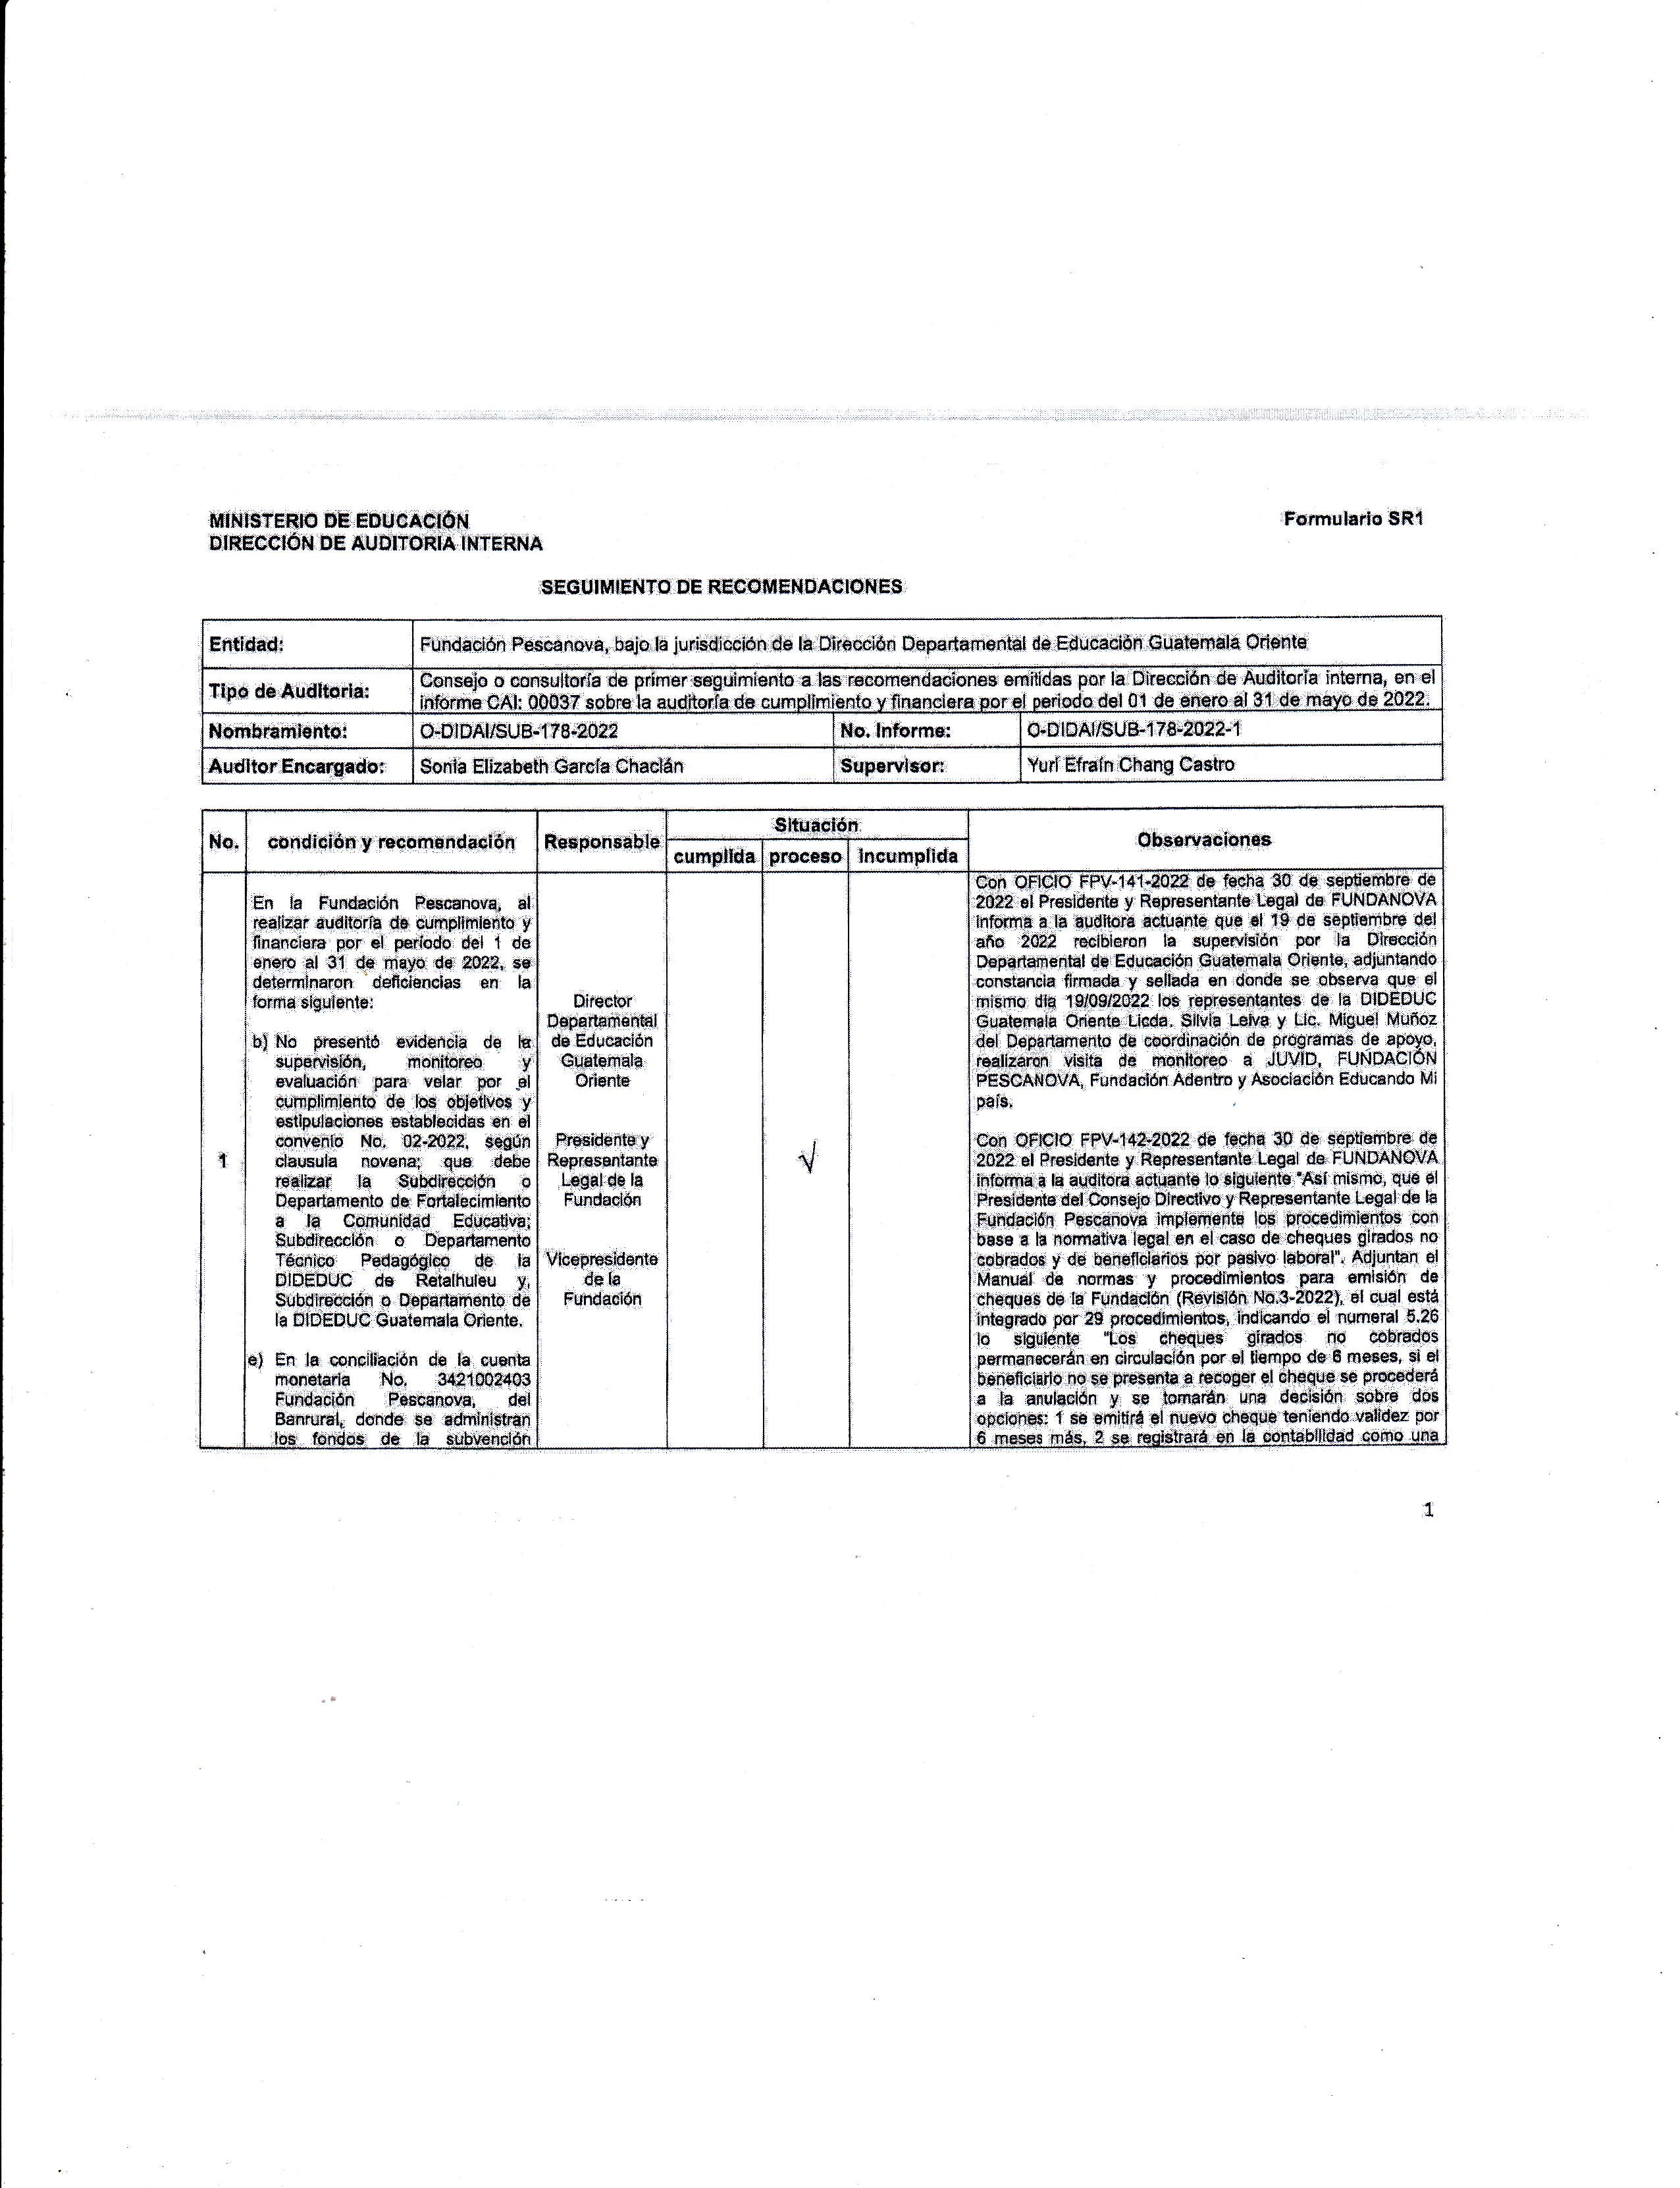 MINISTERIO DE EDUCACIÓN
DIRECCIÓN DE AUDITORIA INTERNA
Formulario SR1
SEGUIMIENTO DE RECOMENDACIONES
Entidad: Fundación Pescanova, bajo la jurisdicción de la Dirección Departamental de Educación Guatemala Oriente
Tipo de Auditoria: Consejo o consultoría de primer seguimiento a las recomendaciones emitidas por la Dirección de Auditoría interna, en el
informe CAI: 00037 sobre la auditoría de cumplimiento y financiera por el periodo del 01 de enero al 31 de mayo de 2022.
Nombramiento: O-DIDAI/SUB-178-2022 No. Informe: O-DIDAI/SUB-178-2022-1
Auditor Encargado: Sonia Elizabeth García Chaclán Supervisor: Yuri Efraín Chang Castro
No. condición y recomendación Responsable Situación Observaciones
cumplida proceso incumplida
1
En la Fundación Pescanova, al
realizar auditoría de cumplimiento y
financiera por el período del 1 de
enero al 31 de mayo de 2022, se
determinaron deficiencias en la
forma siguiente:
b) No presentó evidencia de la
supervisión, monitoreo y
evaluación para velar por el
cumplimiento de los objetivos y
estipulaciones establecidas en el
convenio No. 02-2022, según
clausula novena; que debe
realizar la Subdirección o
Departamento de Fortalecimiento
a la Comunidad Educativa;
Subdirección o Departamento
Técnico Pedagógico de la
DIDEDUC de Retalhuleu y,
Subdirección o Departamento de
la DIDEDUC Guatemala Oriente.
e) En la conciliación de la cuenta
monetaria No. 3421002403
Fundación Pescanova, del
Banrural, donde se administran
los fondos de la subvención
Director
Departamental
de Educación
Guatemala
Oriente
Presidente y
Representante
Legal de la
Fundación
Vicepresidente
de la
Fundación
√
Con OFICIO FPV-141-2022 de fecha 30 de septiembre de
2022 el Presidente y Representante Legal de FUNDANOVA
informa a la auditora actuante que el 19 de septiembre del
año 2022 recibieron la supervisión por la Dirección
Departamental de Educación Guatemala Oriente, adjuntando
constancia firmada y sellada en donde se observa que el
mismo día 19/09/2022 los representantes de la DIDEDUC
Guatemala Oriente Licda. Silvia Leiva y Lic. Miguel Muñoz
del Departamento de coordinación de programas de apoyo,
realizaron visita de monitoreo a JUVID, FUNDACIÓN
PESCANOVA, Fundación Adentro y Asociación Educando Mi
país.
Con OFICIO FPV-142-2022 de fecha 30 de septiembre de
2022 el Presidente y Representante Legal de FUNDANOVA
informa a la auditora actuante lo siguiente "Así mismo, que el
Presidente del Consejo Directivo y Representante Legal de la
Fundación Pescanova implemente los procedimientos con
base a la normativa legal en el caso de cheques girados no
cobrados y de beneficiarios por pasivo laboral". Adjuntan el
Manual de normas y procedimientos para emisión de
cheques de la Fundación (Revisión No.3-2022), el cual está
integrado por 29 procedimientos, indicando el numeral 5.26
lo siguiente "Los cheques girados no cobrados
permanecerán en circulación por el tiempo de 6 meses, si el
beneficiario no se presenta a recoger el cheque se procederá
a la anulación y se tomarán una decisión sobre dos
opciones: 1 se emitirá el nuevo cheque teniendo validez por
6 meses más, 2 se registrará en la contabilidad como una
1